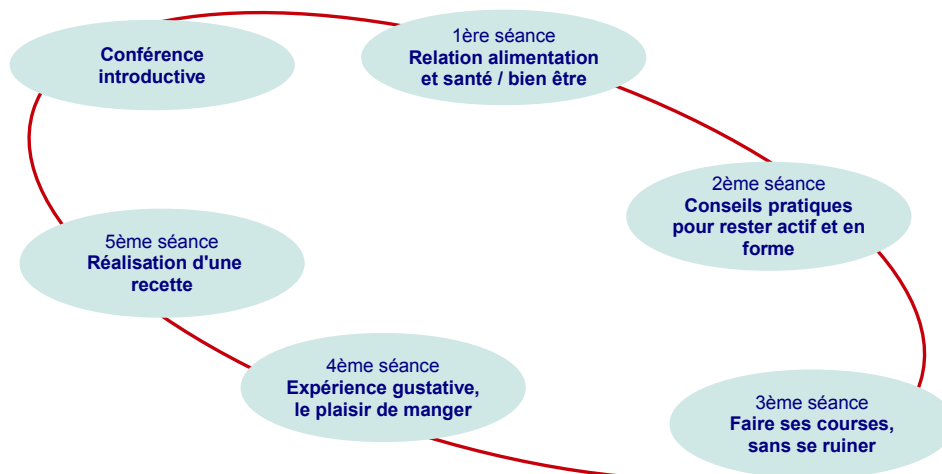 Conférence
introductive
1ère séance
Relation alimentation
et santé / bien être
2ème séance
Conseils pratiques
pour rester actif et en
forme
3ème séance
Faire ses courses,
sans se ruiner
4ème séance
Expérience gustative,
le plaisir de manger
5ème séance
Réalisation d'une
recette